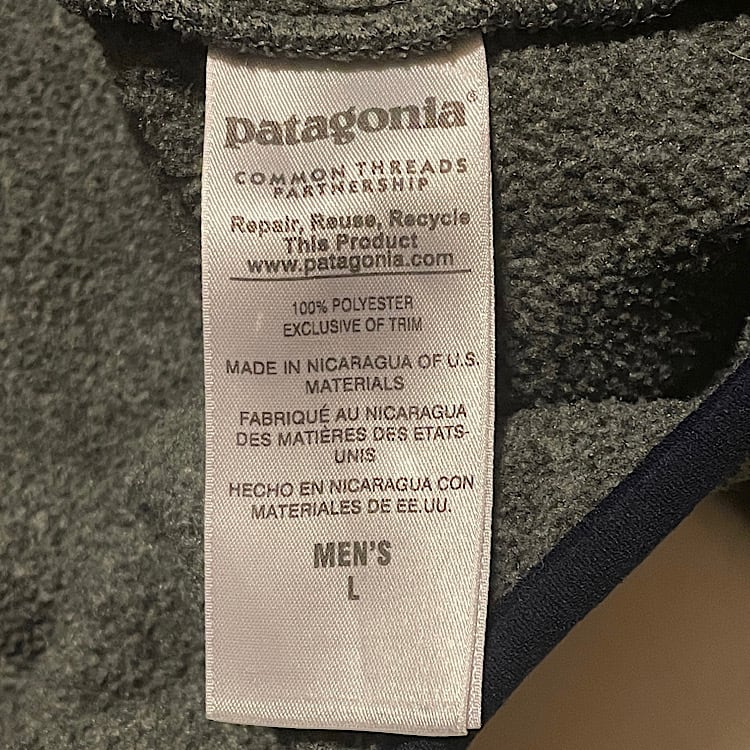 patagonia®
COMMON THREADS
PARTNERSHIP
Repair, Reuse, Recycle
This Product
www.patagonia.com
100% POLYESTER
EXCLUSIVE OF TRIM
MADE IN NICARAGUA OF U.S.
MATERIALS
FABRIQUÉ AU NICARAGUA
DES MATIÈRES DES ETATS-
UNIS
HECHO EN NICARAGUA CON
MATERIALES DE EE.UU.
MEN'S
L